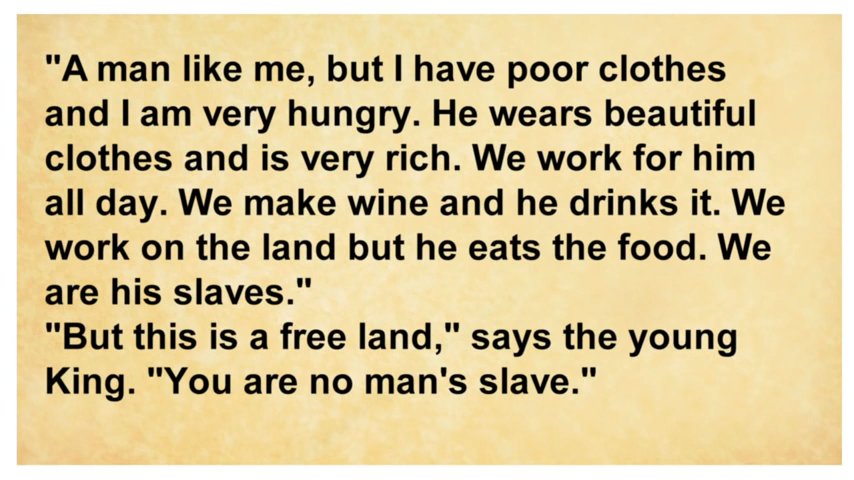 "A man like me, but I have poor clothes
and I am very hungry. He wears beautiful
clothes and is very rich. We work for him
all day. We make wine and he drinks it. We
work on the land but he eats the food. We
are his slaves."
"But this is a free land," says the young
King. "You are no man's slave."